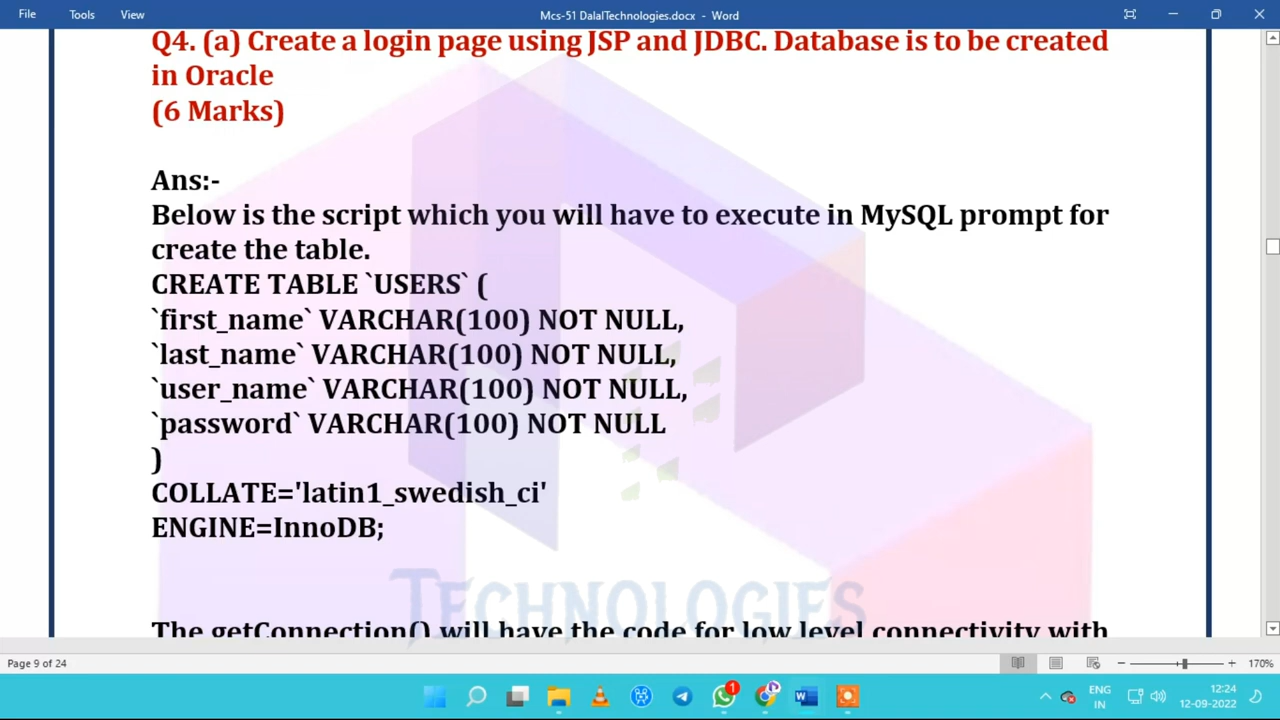 File Tools View Mcs-51 DalalTechnologies.docx - Word
Q4. (a) Create a login page using JSP and JDBC. Database is to be created
in Oracle
(6 Marks)
Ans:-
Below is the script which you will have to execute in MySQL prompt for
create the table.
CREATE TABLE `USERS` (
`first_name` VARCHAR(100) NOT NULL,
`last_name` VARCHAR(100) NOT NULL,
`user_name` VARCHAR(100) NOT NULL,
`password` VARCHAR(100) NOT NULL
)
COLLATE='latin1_swedish_ci'
ENGINE=InnoDB;
TECHNOLOGIES
The getConnection() will have the code for low level connectivity with
Page 9 of 24 170%
1 ENG 12:24
IN 12-09-2022